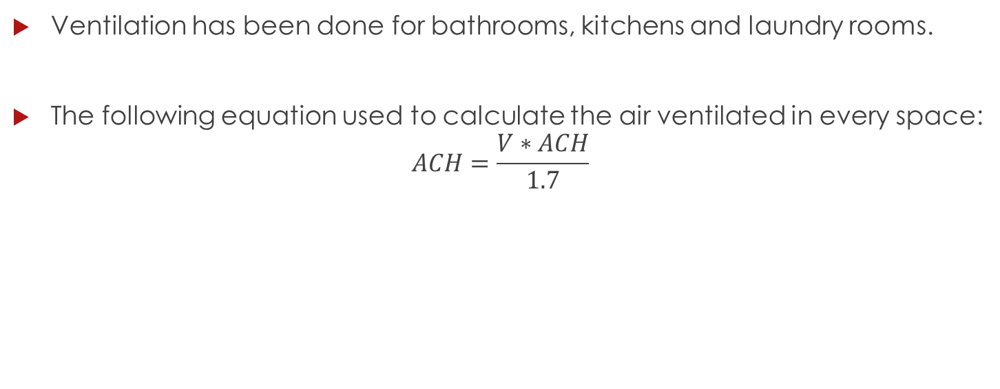 Ventilation has been done for bathrooms, kitchens and laundry rooms.
The following equation used to calculate the air ventilated in every space:
ACH = V * ACH / 1.7